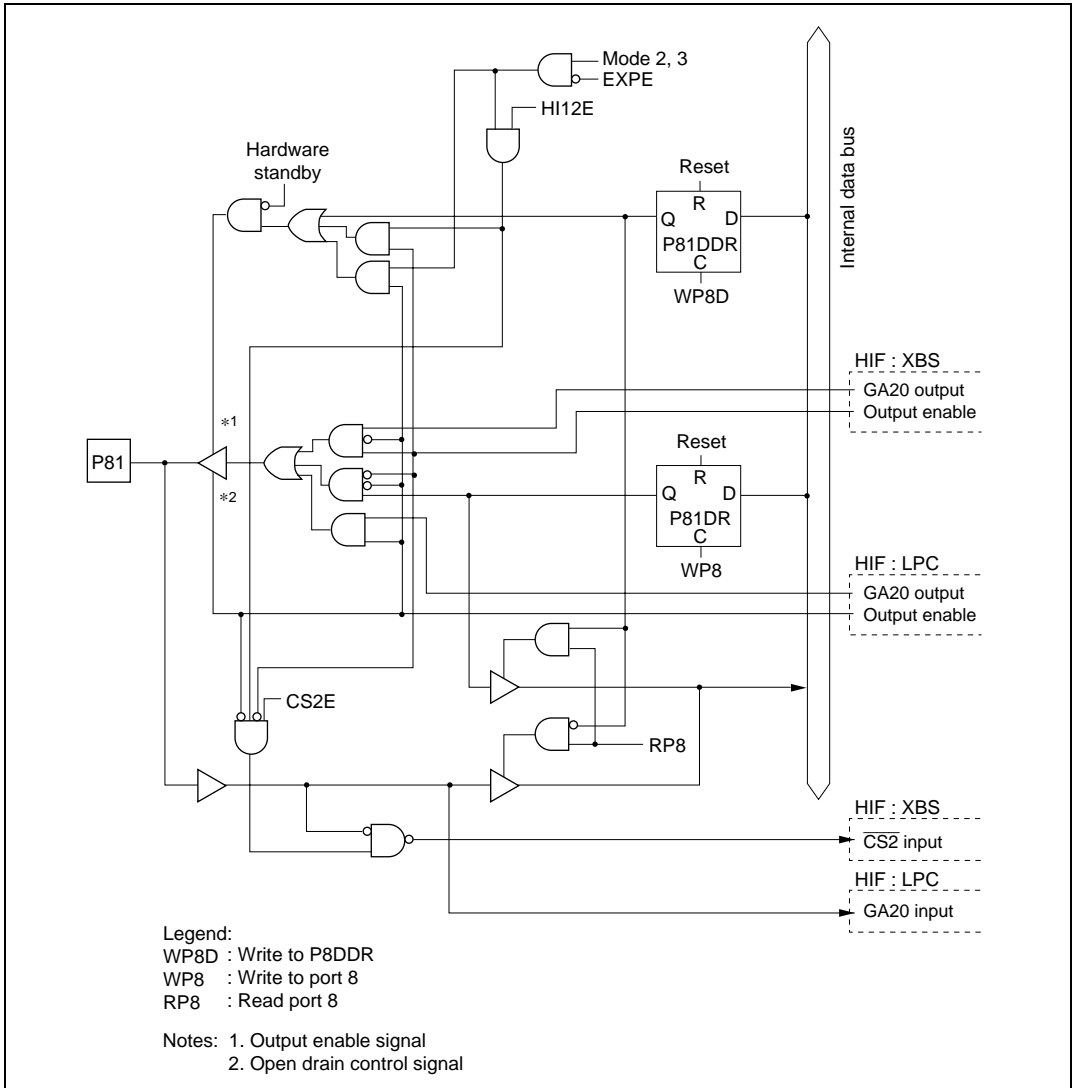 Mode 2, 3
EXPE
HI12E
Hardware
standby
Reset
R
Q D
P81DDR
C
WP8D
Internal data bus
HIF : XBS
GA20 output
Output enable
*1
P81
*2
Reset
R
Q D
P81DR
C
WP8
HIF : LPC
GA20 output
Output enable
CS2E
RP8
HIF : XBS
C̅S̅2̅ input
HIF : LPC
GA20 input
Legend:
WP8D : Write to P8DDR
WP8 : Write to port 8
RP8 : Read port 8
Notes: 1. Output enable signal
2. Open drain control signal